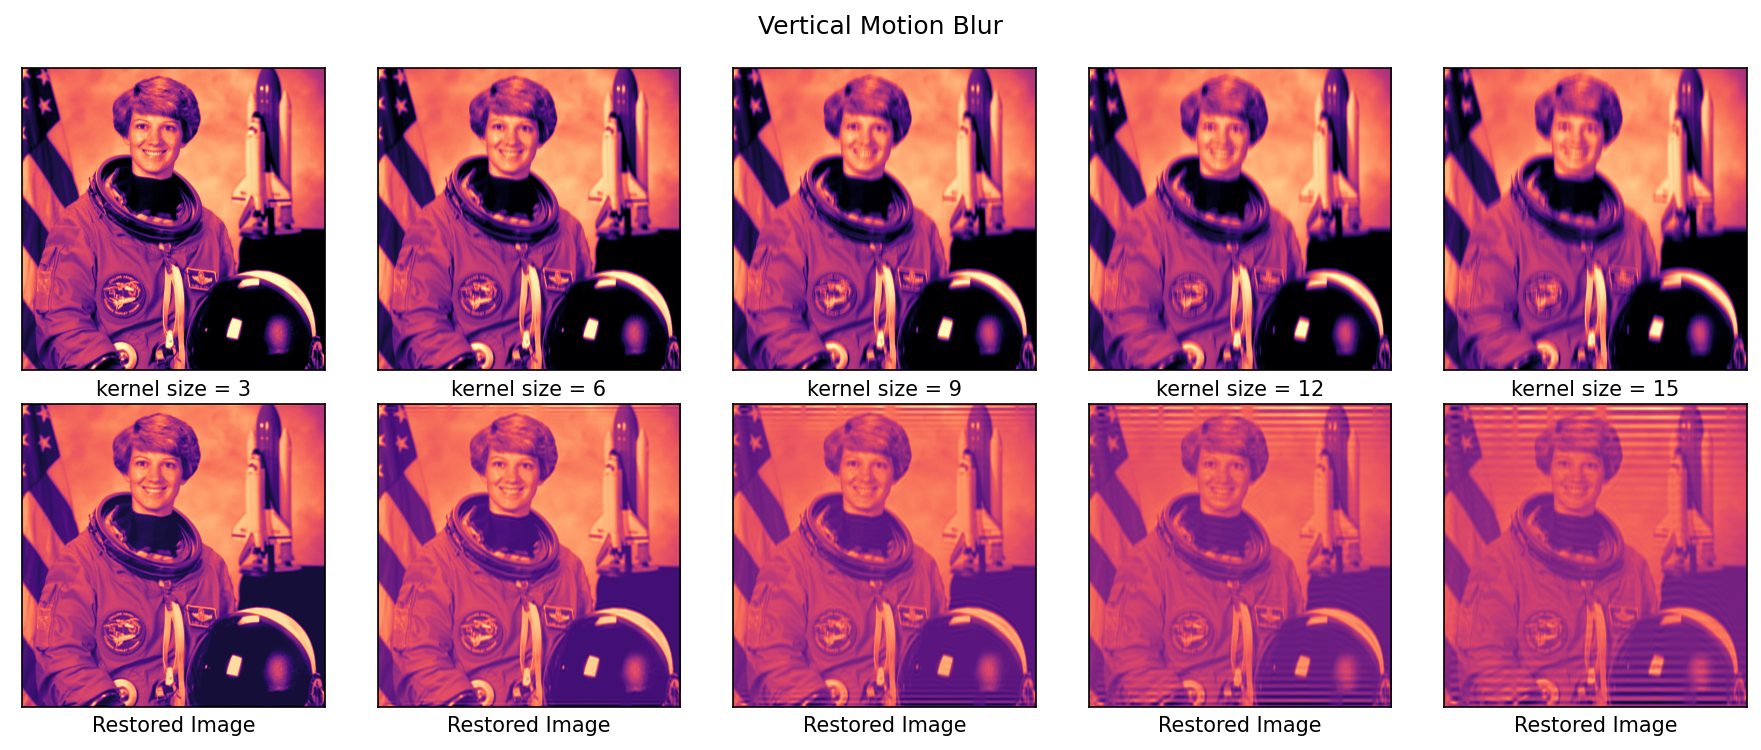 Vertical Motion Blur
kernel size = 3
kernel size = 6
kernel size = 9
kernel size = 12
kernel size = 15
Restored Image
Restored Image
Restored Image
Restored Image
Restored Image